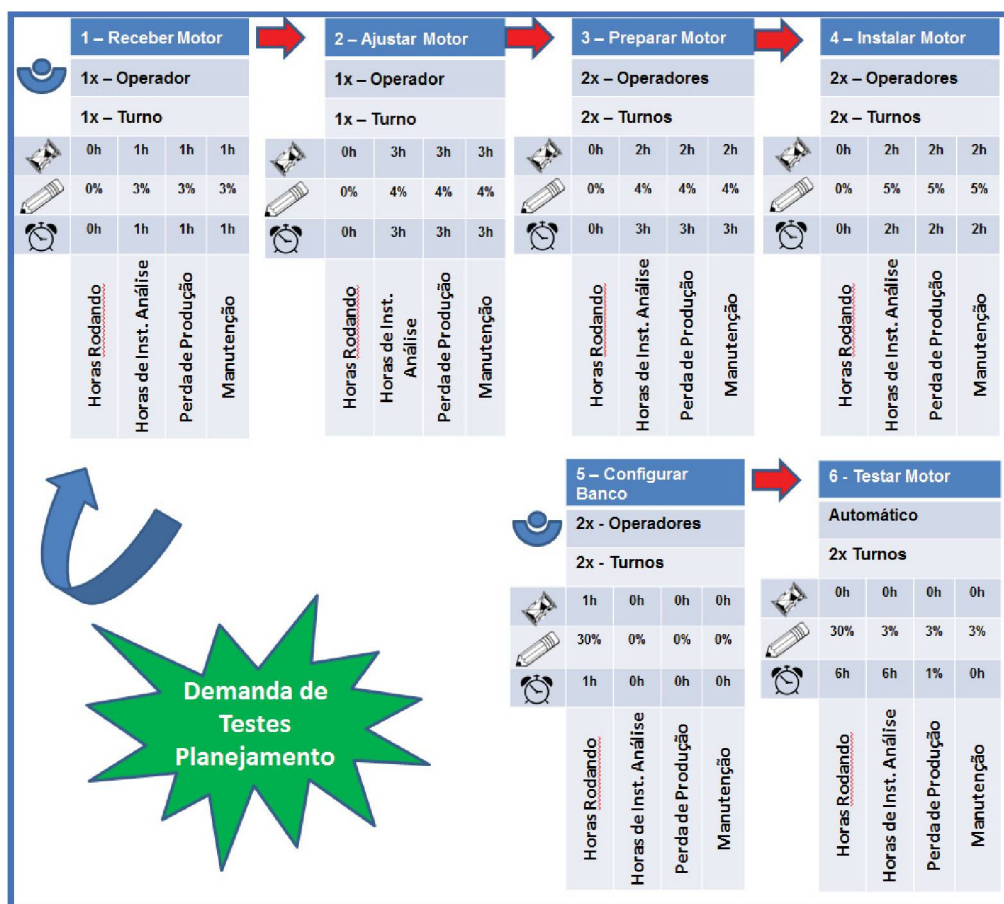 1 – Receber Motor
1x – Operador
1x – Turno
0h 1h 1h 1h
0% 3% 3% 3%
0h 1h 1h 1h
Horas Rodando
Horas de Inst. Análise
Perda de Produção
Manutenção
2 – Ajustar Motor
1x – Operador
1x – Turno
0h 3h 3h 3h
0% 4% 4% 4%
0h 3h 3h 3h
Horas Rodando
Horas de Inst.
Análise
Perda de Produção
Manutenção
3 – Preparar Motor
2x – Operadores
2x – Turnos
0h 2h 2h 2h
0% 4% 4% 4%
0h 3h 3h 3h
Horas Rodando
Horas de Inst. Análise
Perda de Produção
Manutenção
4 – Instalar Motor
2x – Operadores
2x – Turnos
0h 2h 2h 2h
0% 5% 5% 5%
0h 2h 2h 2h
Horas Rodando
Horas de Inst. Análise
Perda de Produção
Manutenção
Demanda de
Testes
Planejamento
5 – Configurar
Banco
2x - Operadores
2x - Turnos
1h 0h 0h 0h
30% 0% 0% 0%
1h 0h 0h 0h
Horas Rodando
Horas de Inst. Análise
Perda de Produção
Manutenção
6 - Testar Motor
Automático
2x Turnos
0h 0h 0h 0h
30% 3% 3% 3%
6h 6h 1% 0h
Horas Rodando
Horas de Inst. Análise
Perda de Produção
Manutenção